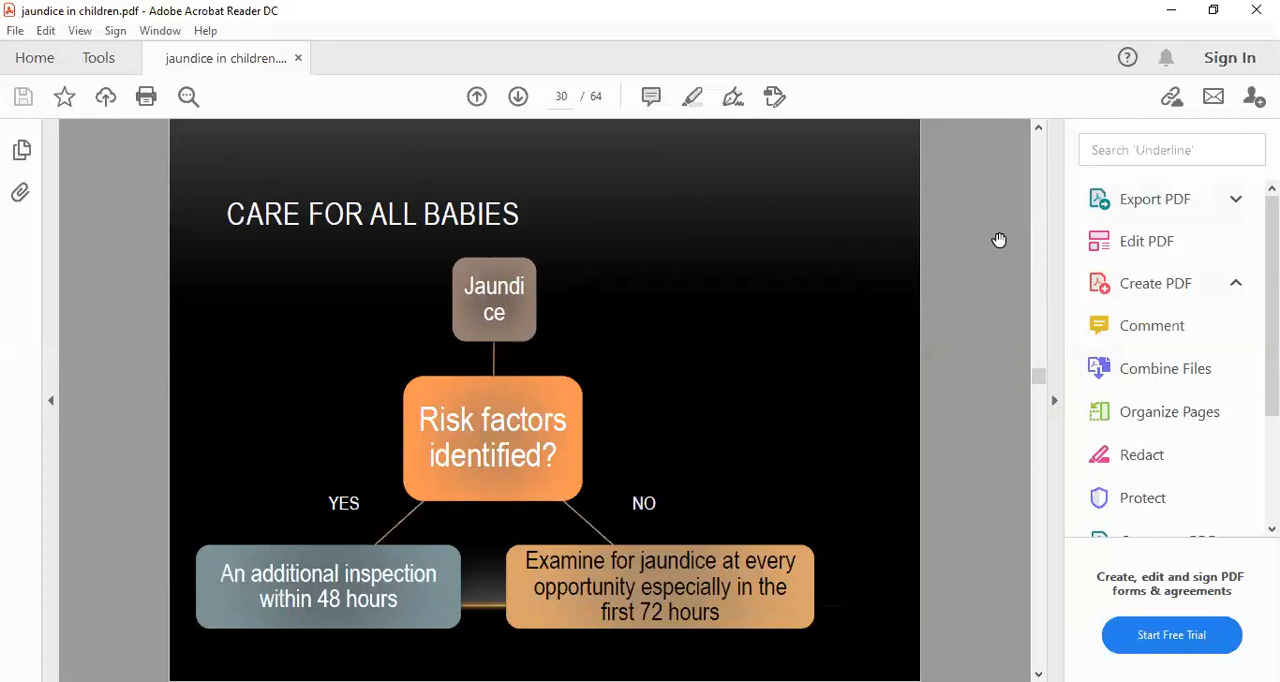 jaundice in children.pdf - Adobe Acrobat Reader DC
File Edit View Sign Window Help
Home Tools jaundice in children.... × Sign In
30 / 64
Search 'Underline'
Export PDF
Edit PDF
Create PDF
Comment
Combine Files
Organize Pages
Redact
Protect
Create, edit and sign PDF
forms & agreements
Start Free Trial
CARE FOR ALL BABIES
Jaundi
ce
Risk factors
identified?
YES
NO
An additional inspection
within 48 hours
Examine for jaundice at every
opportunity especially in the
first 72 hours